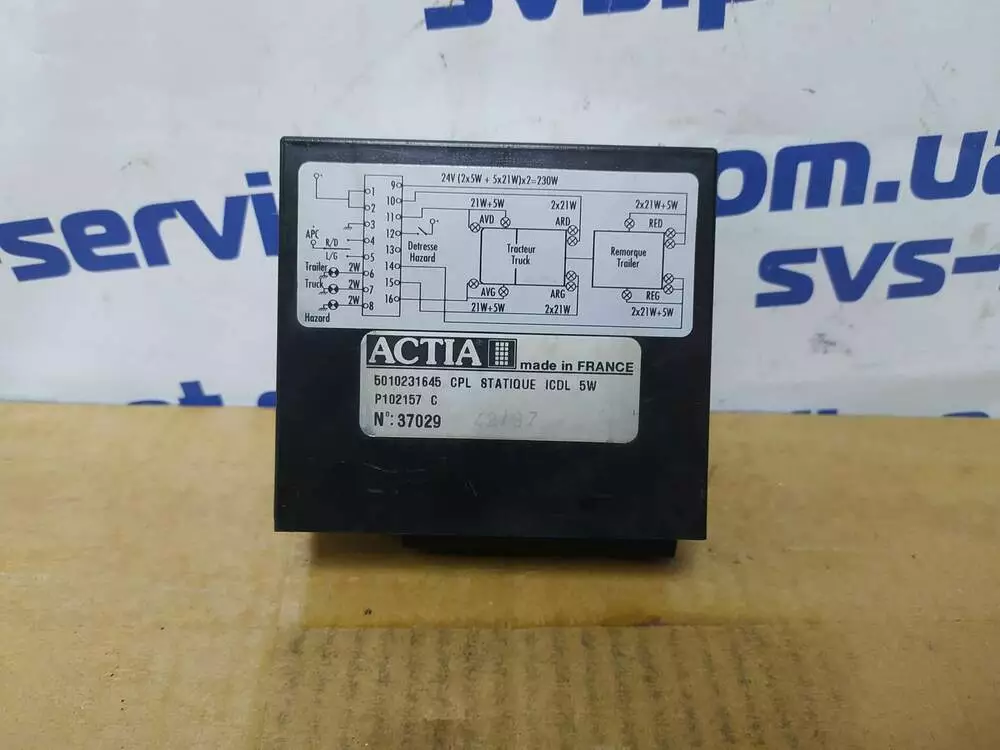 svsip
-service
.com.ua
svs-
24V (2x5W + 5x21W)x2=230W
1
2
3
4
5
6
7
8
9
10
11
12
13
14
15
16
+
APC
R/D
L/G
Trailer
2W
Truck
2W
2W
Hazard
+
Detresse
Hazard
21W+5W
2x21W
AVD
ARD
Tracteur
Truck
AVG
ARG
21W+5W
2x21W
2x21W+5W
RED
Remorque
Trailer
REG
2x21W+5W
ACTIA
made in FRANCE
5010231645 CPL STATIQUE ICDL 5W
P102157 C
N°: 37029